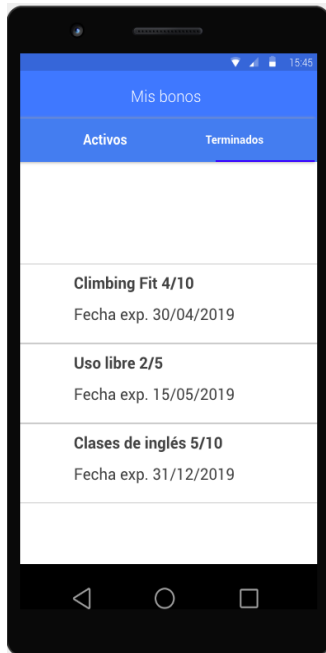 15:45
Mis bonos
Activos Terminados
Climbing Fit 4/10
Fecha exp. 30/04/2019
Uso libre 2/5
Fecha exp. 15/05/2019
Clases de inglés 5/10
Fecha exp. 31/12/2019